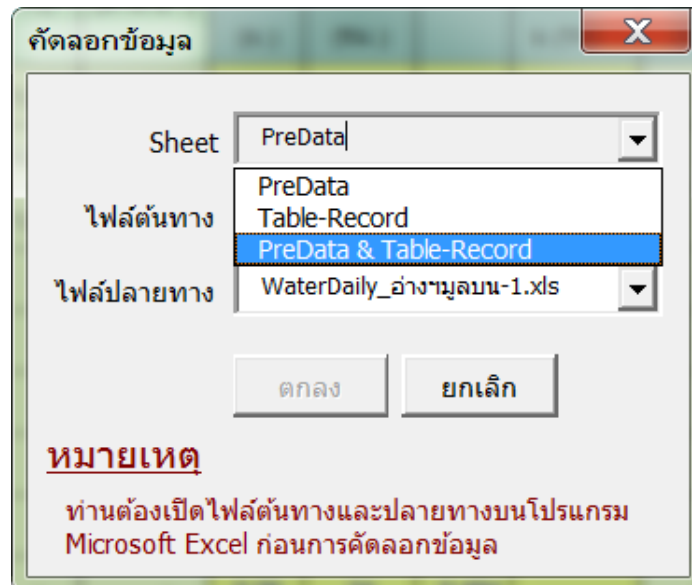 คัดลอกข้อมูล
Sheet PreData
PreData
ไฟล์ต้นทาง Table-Record
PreData & Table-Record
ไฟล์ปลายทาง WaterDaily_อ่างฯมูลบน-1.xls
ตกลง ยกเลิก
หมายเหตุ
ท่านต้องเปิดไฟล์ต้นทางและปลายทางบนโปรแกรม
Microsoft Excel ก่อนการคัดลอกข้อมูล